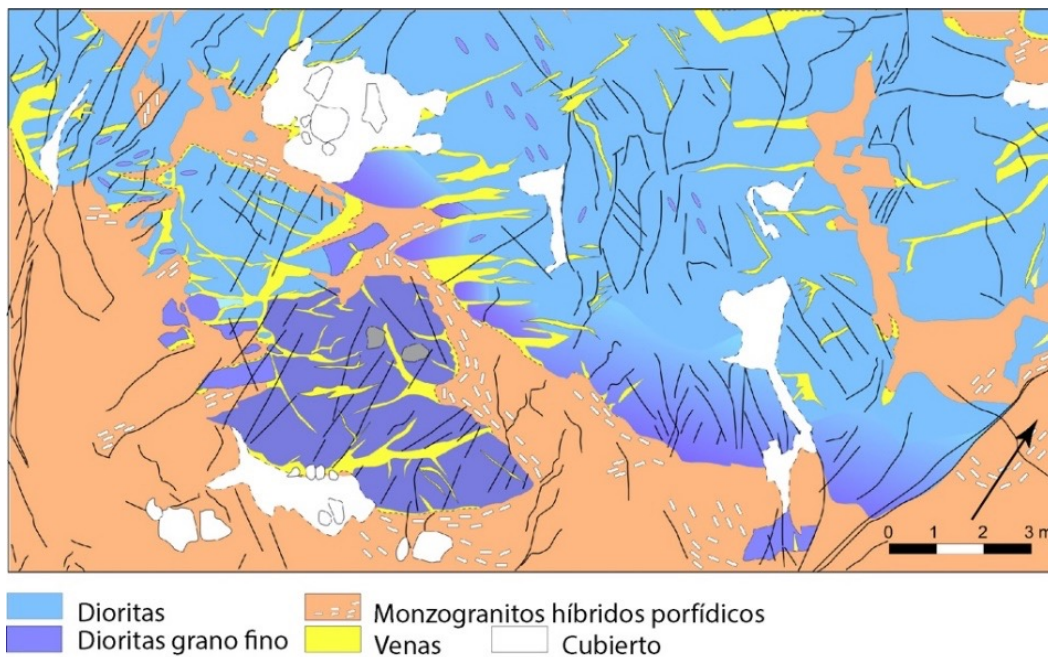 0 1 2 3 m
Dioritas
Monzogranitos híbridos porfídicos
Dioritas grano fino
Venas
Cubierto